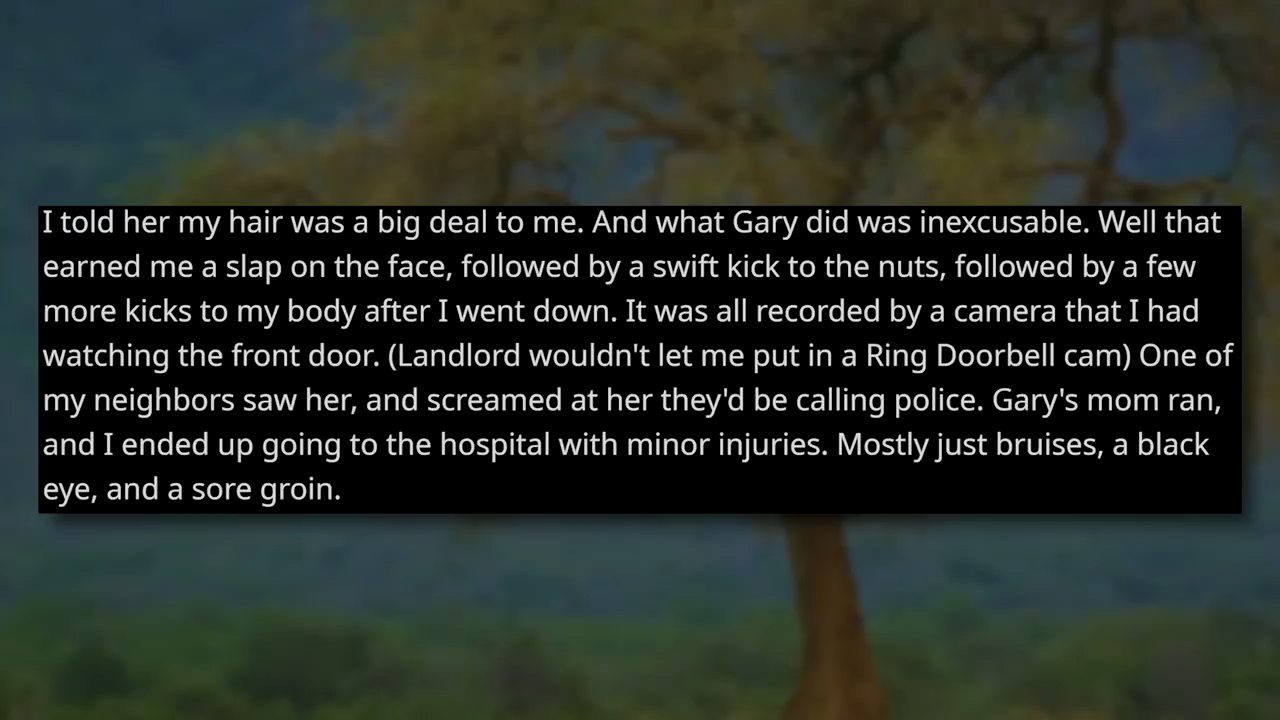 I told her my hair was a big deal to me. And what Gary did was inexcusable. Well that
earned me a slap on the face, followed by a swift kick to the nuts, followed by a few
more kicks to my body after I went down. It was all recorded by a camera that I had
watching the front door. (Landlord wouldn't let me put in a Ring Doorbell cam) One of
my neighbors saw her, and screamed at her they'd be calling police. Gary's mom ran,
and I ended up going to the hospital with minor injuries. Mostly just bruises, a black
eye, and a sore groin.